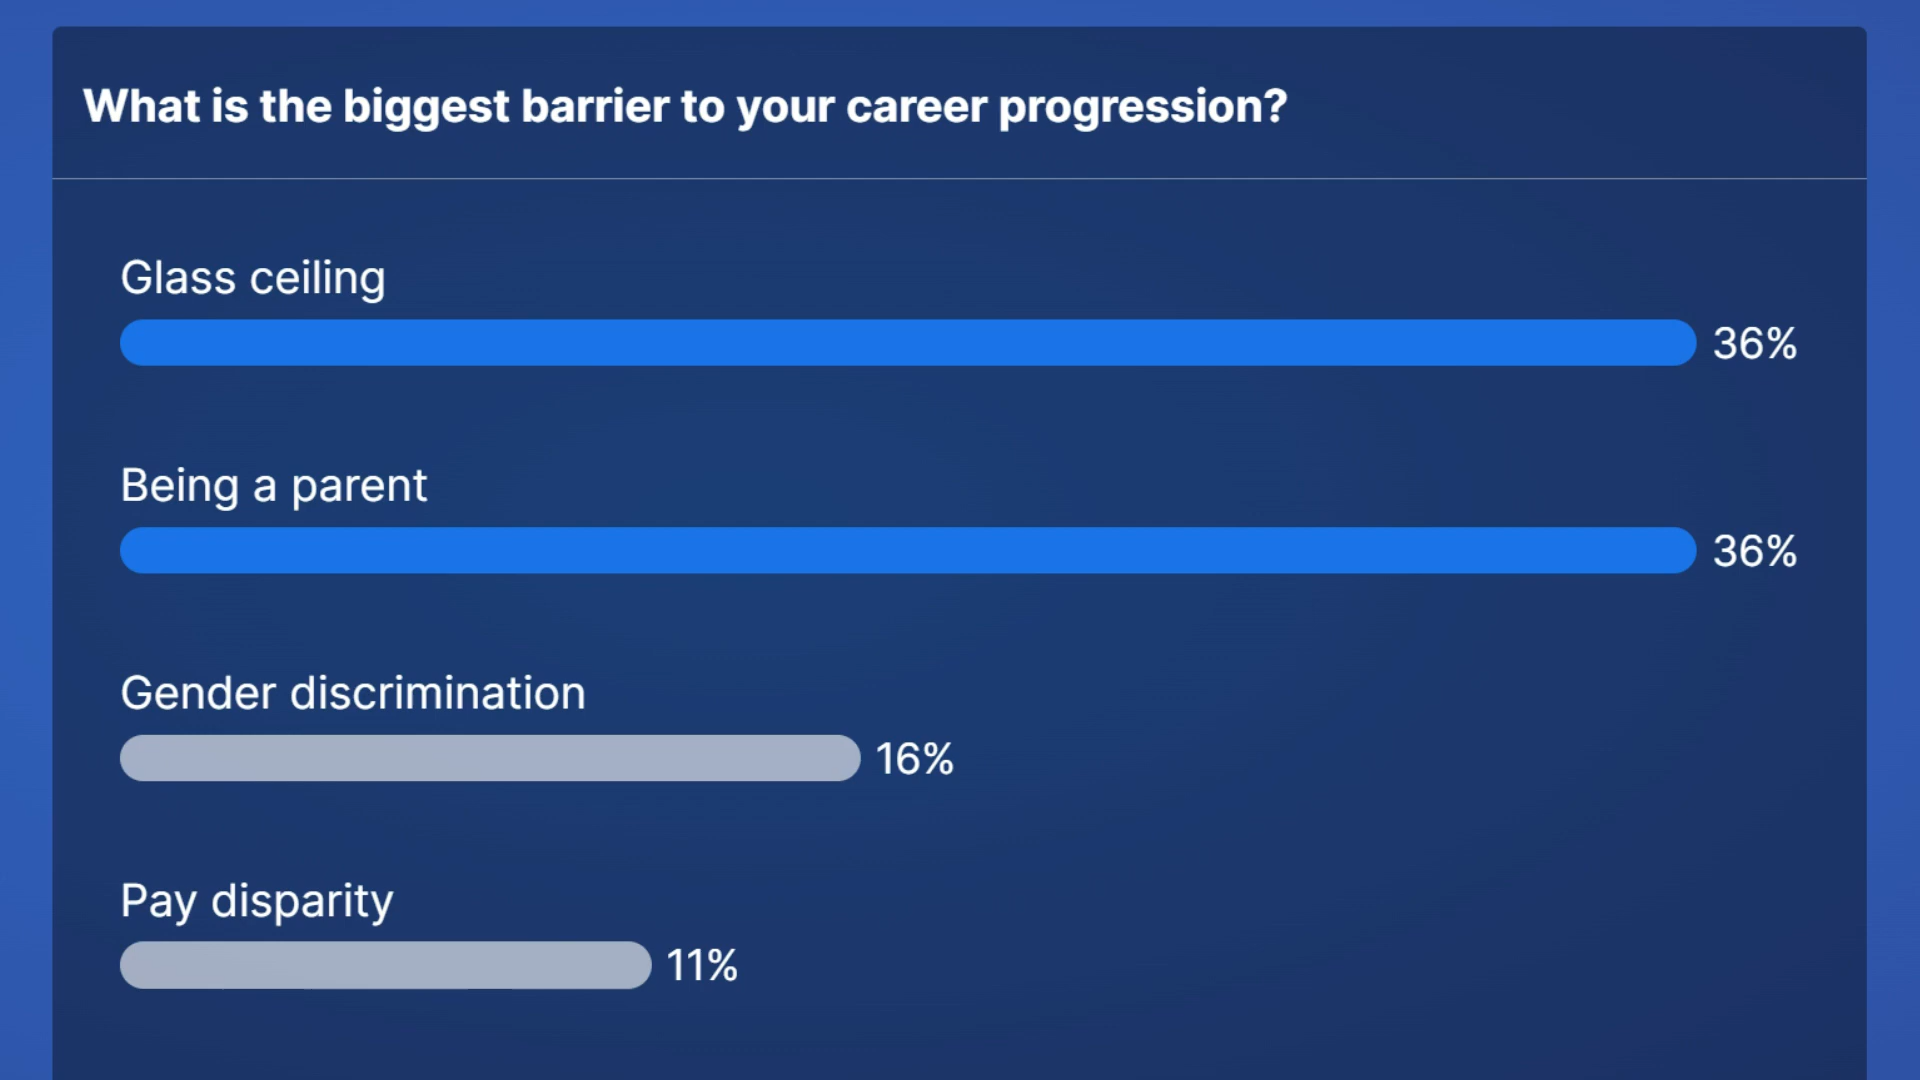 What is the biggest barrier to your career progression?
Glass ceiling
36%
Being a parent
36%
Gender discrimination
16%
Pay disparity
11%